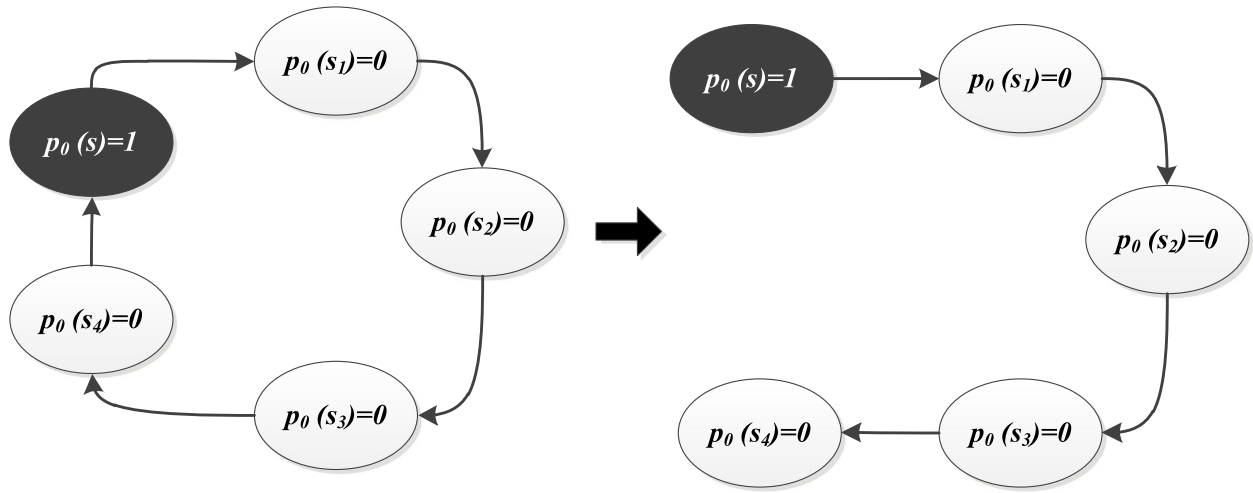 p₀ (s₁)=0
p₀ (s)=1
p₀ (s₂)=0
p₀ (s₄)=0
p₀ (s₃)=0
p₀ (s)=1
p₀ (s₁)=0
p₀ (s₂)=0
p₀ (s₄)=0
p₀ (s₃)=0